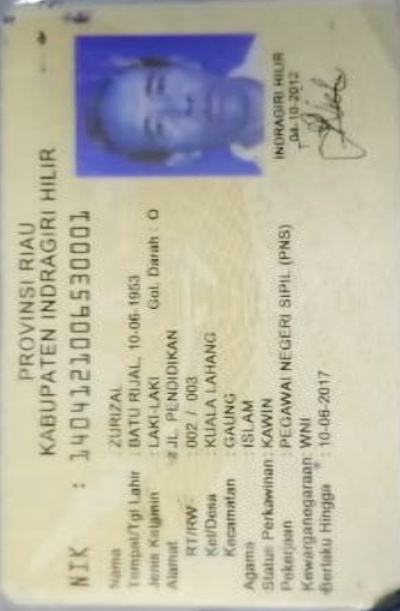 PROVINSI RIAU
KABUPATEN INDRAGIRI HILIR
NIK : 1404121006530001
Nama : ZURIZAL
Tempat/Tgl Lahir : BATU RIJAL, 10-06-1953
Jenis Kelamin : LAKI-LAKI Gol. Darah : O
Alamat : JL. PENDIDIKAN
RT/RW : 002 / 003
Kel/Desa : KUALA LAHANG
Kecamatan : GAUNG
Agama : ISLAM
Status Perkawinan : KAWIN
Pekerjaan : PEGAWAI NEGERI SIPIL (PNS)
Kewarganegaraan : WNI
Berlaku Hingga : 10-06-2017
INDRAGIRI HILIR
04-10-2012